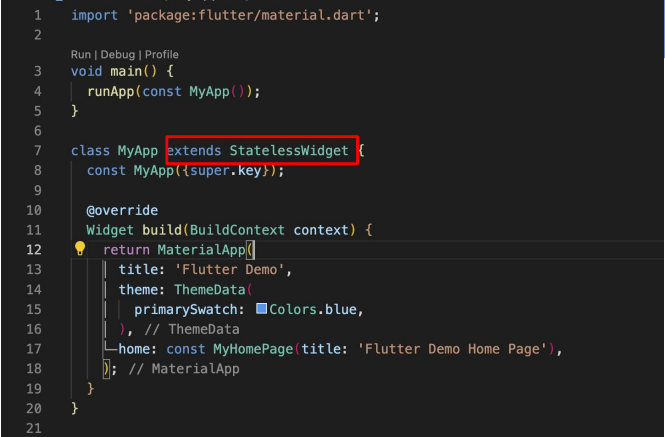 1 import 'package:flutter/material.dart';
2
Run | Debug | Profile
3 void main() {
4   runApp(const MyApp());
5 }
6
7 class MyApp extends StatelessWidget {
8   const MyApp({super.key});
9
10   @override
11   Widget build(BuildContext context) {
12     return MaterialApp(
13       title: 'Flutter Demo',
14       theme: ThemeData(
15         primarySwatch: Colors.blue,
16       ), // ThemeData
17       home: const MyHomePage(title: 'Flutter Demo Home Page'),
18     ); // MaterialApp
19   }
20 }
21